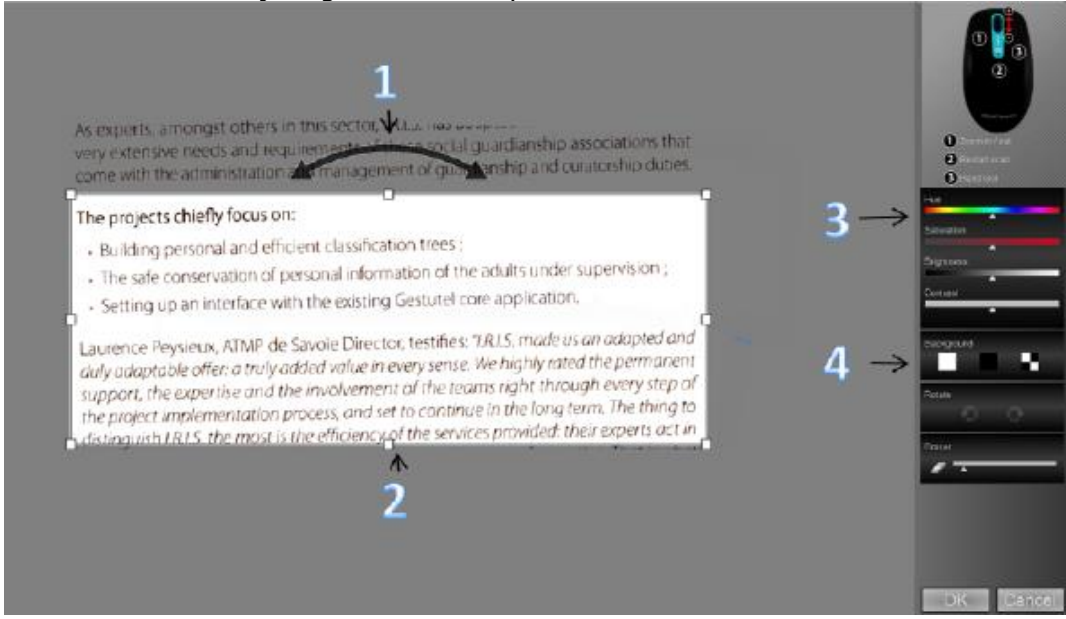 1
As experts, amongst others in this sector,
very extensive needs and requirements of these social guardianship associations that
come with the administration and management of guardianship and curatorship duties.
The projects chiefly focus on:
• Building personal and efficient classification trees ;
• The safe conservation of personal information of the adults under supervision ;
• Setting up an interface with the existing Gestutel core application.
Laurence Peysieux, ATMP de Savoie Director, testifies: "I.R.I.S. made us an adapted and
duly adaptable offer: a truly added value in every sense. We highly rated the permanent
support, the expertise and the involvement of the teams right through every step of
the project implementation process, and set to continue in the long term. The thing to
distinguish I.R.I.S. the most is the efficiency of the services provided: their experts act in
2
3
4
1
3
2
1
2
3
Hue
Saturation
Brightness
Contrast
Background
Rotate
Eraser
OK Cancel